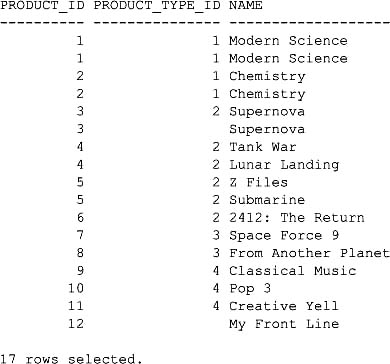 PRODUCT_ID PRODUCT_TYPE_ID NAME
---------- --------------- -------------------
         1               1 Modern Science
         1               1 Modern Science
         2               1 Chemistry
         2               1 Chemistry
         3               2 Supernova
         3                 Supernova
         4               2 Tank War
         4               2 Lunar Landing
         5               2 Z Files
         5               2 Submarine
         6               2 2412: The Return
         7               3 Space Force 9
         8               3 From Another Planet
         9               4 Classical Music
        10               4 Pop 3
        11               4 Creative Yell
        12                 My Front Line
17 rows selected.